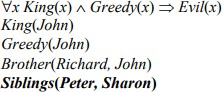 ∀x King(x) ∧ Greedy(x) ⇒ Evil(x)
King(John)
Greedy(John)
Brother(Richard, John)
Siblings(Peter, Sharon)